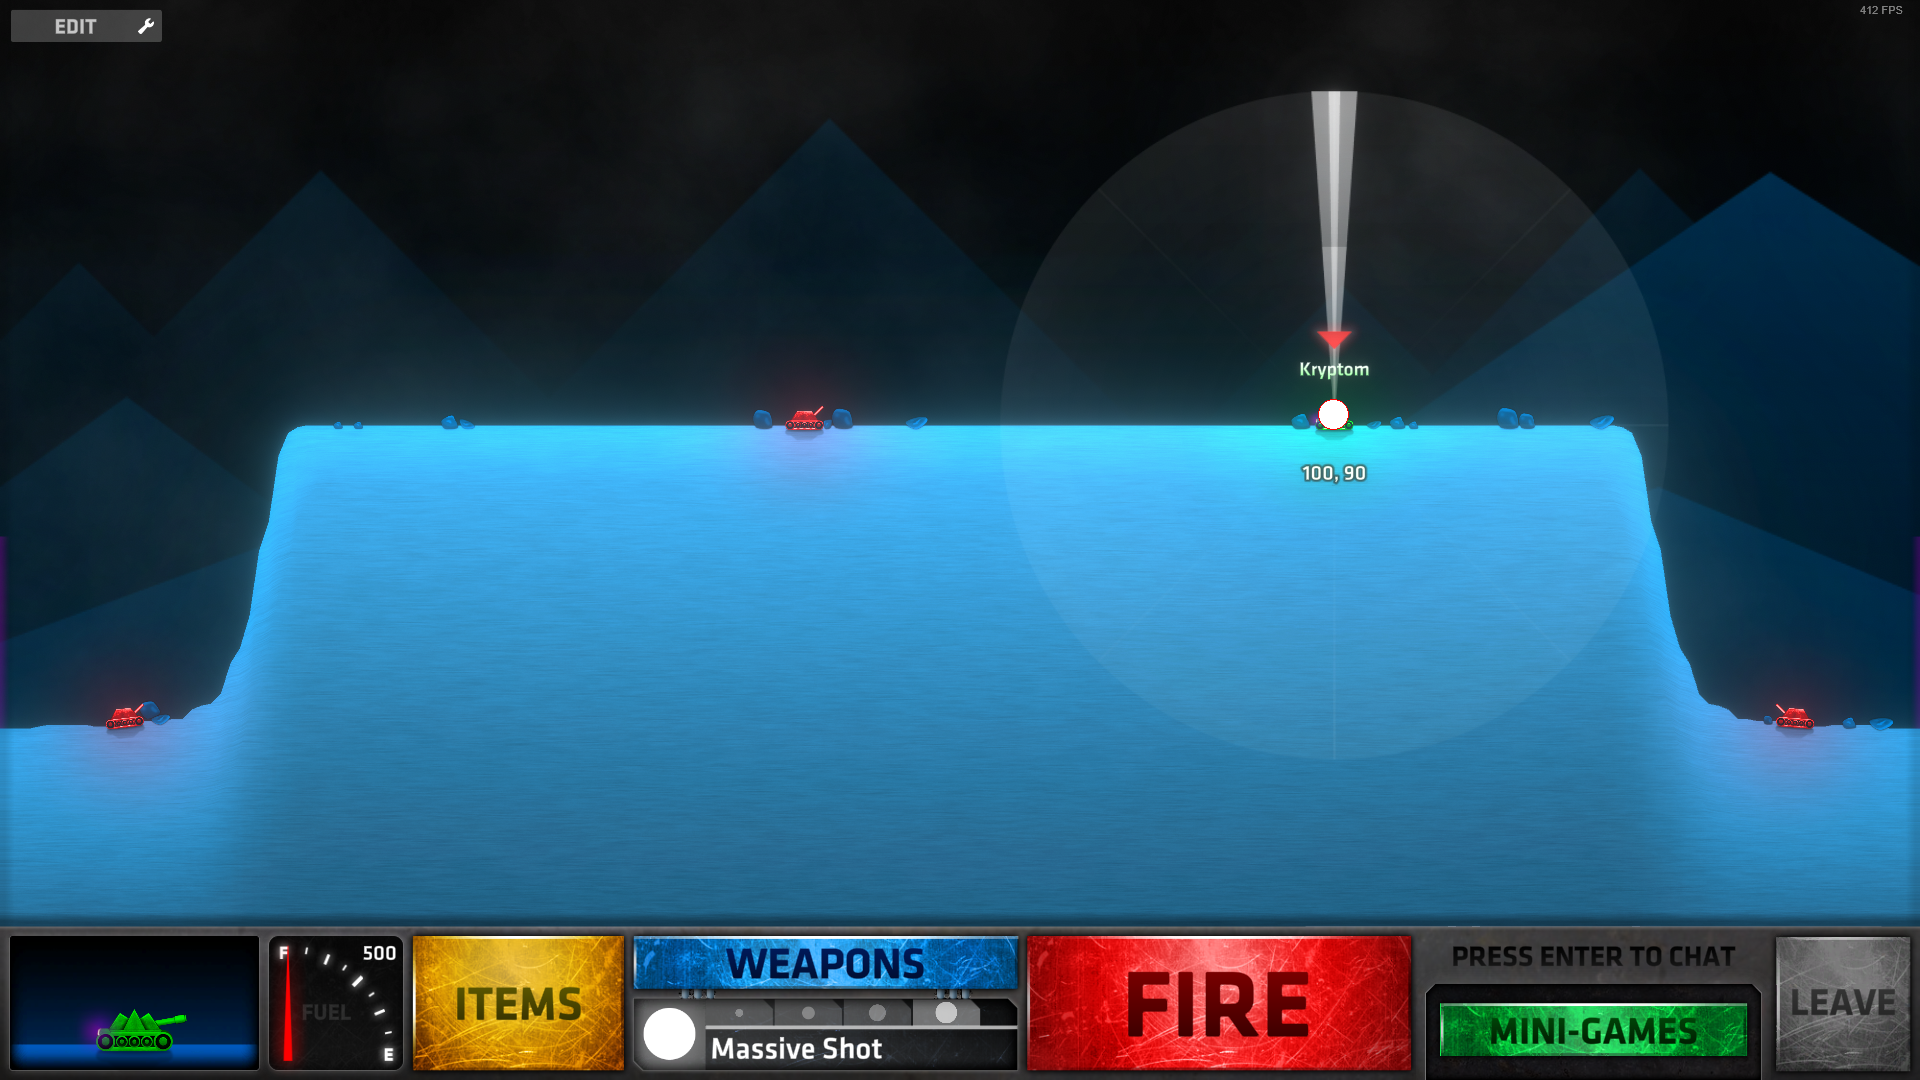 EDIT
412 FPS
Kryptom
100, 90
F
500
FUEL
E
ITEMS
WEAPONS
Massive Shot
FIRE
PRESS ENTER TO CHAT
MINI-GAMES
LEAVE